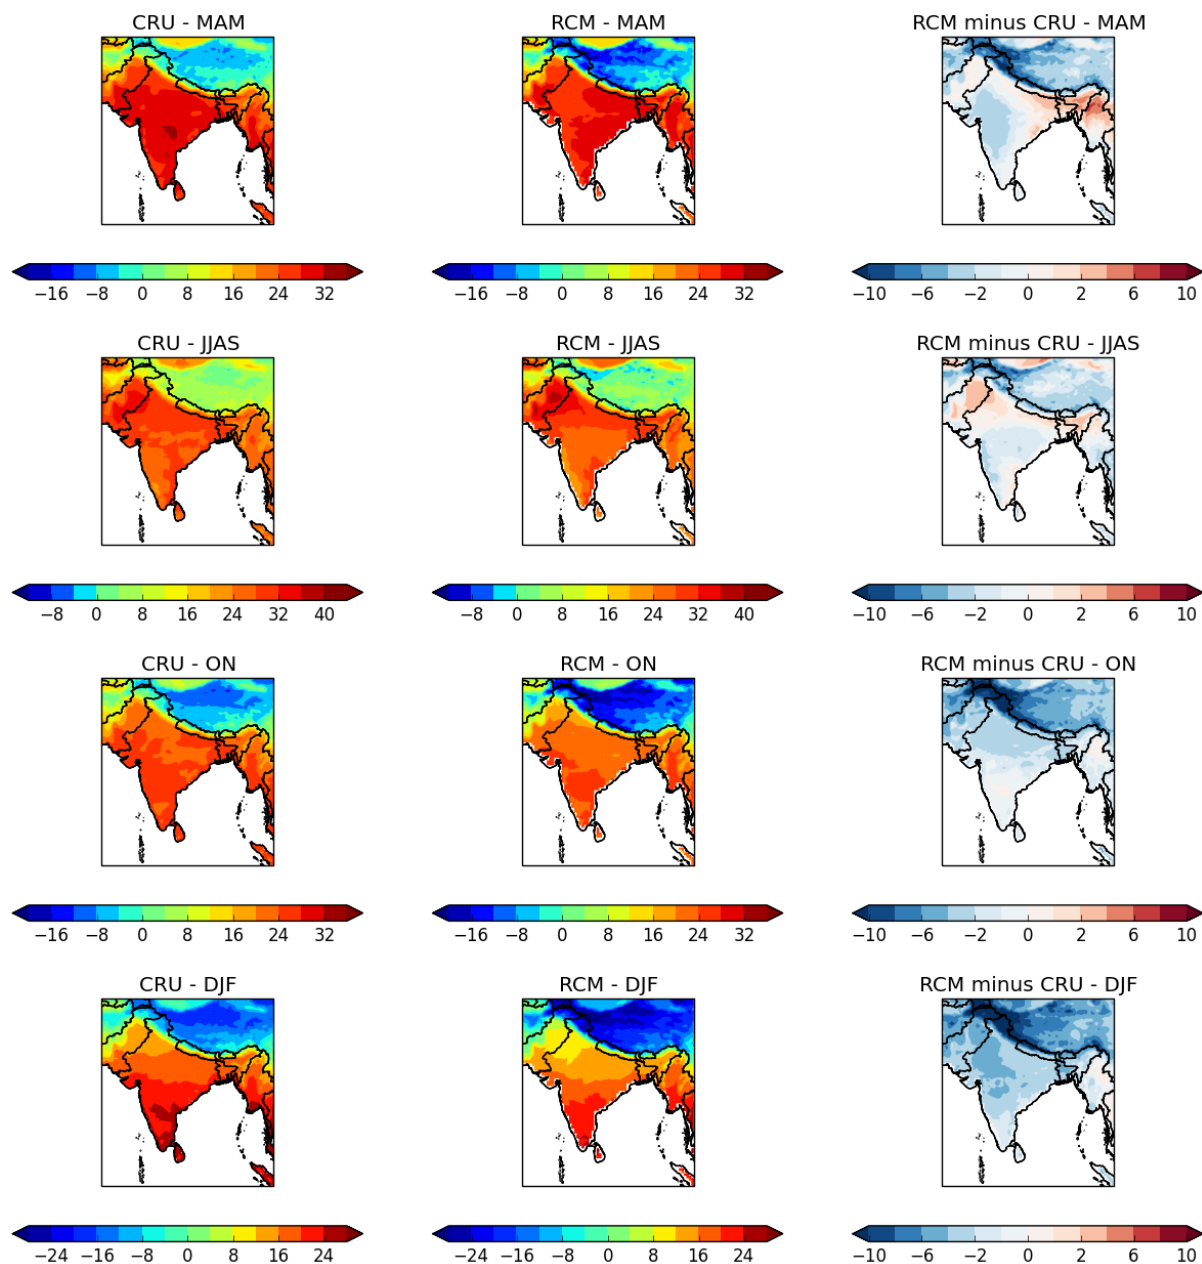 CRU - MAM
RCM - MAM
RCM minus CRU - MAM
−16 −8 0 8 16 24 32
−16 −8 0 8 16 24 32
−10 −6 −2 0 2 6 10
CRU - JJAS
RCM - JJAS
RCM minus CRU - JJAS
−8 0 8 16 24 32 40
−8 0 8 16 24 32 40
−10 −6 −2 0 2 6 10
CRU - ON
RCM - ON
RCM minus CRU - ON
−16 −8 0 8 16 24 32
−16 −8 0 8 16 24 32
−10 −6 −2 0 2 6 10
CRU - DJF
RCM - DJF
RCM minus CRU - DJF
−24 −16 −8 0 8 16 24
−24 −16 −8 0 8 16 24
−10 −6 −2 0 2 6 10